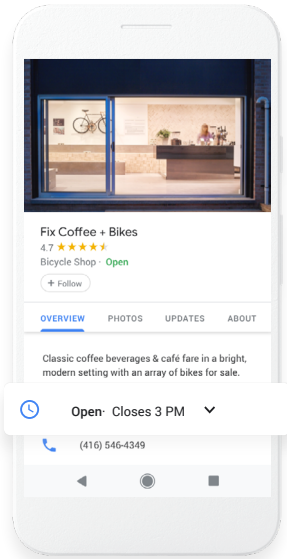 Fix Coffee + Bikes
4.7
Bicycle Shop · Open
+ Follow
OVERVIEW PHOTOS UPDATES ABOUT
Classic coffee beverages & café fare in a bright,
modern setting with an array of bikes for sale.
Open· Closes 3 PM
(416) 546-4349